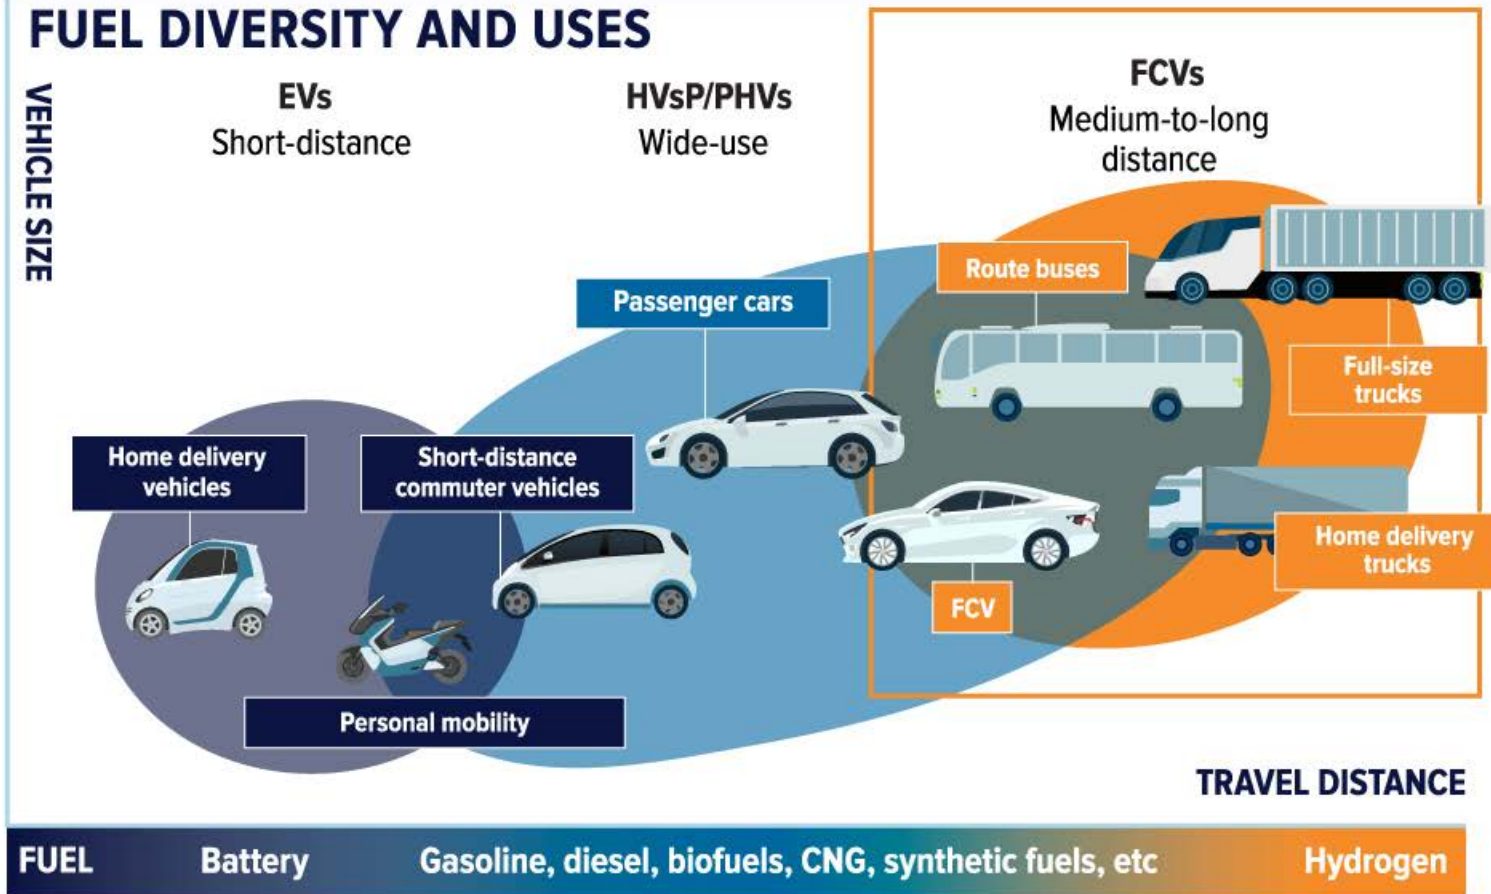 FUEL DIVERSITY AND USES
VEHICLE SIZE
EVs
Short-distance
HVsP/PHVs
Wide-use
FCVs
Medium-to-long
distance
Route buses
Passenger cars
Full-size
trucks
Home delivery
vehicles
Short-distance
commuter vehicles
Home delivery
trucks
FCV
Personal mobility
TRAVEL DISTANCE
FUEL
Battery
Gasoline, diesel, biofuels, CNG, synthetic fuels, etc
Hydrogen